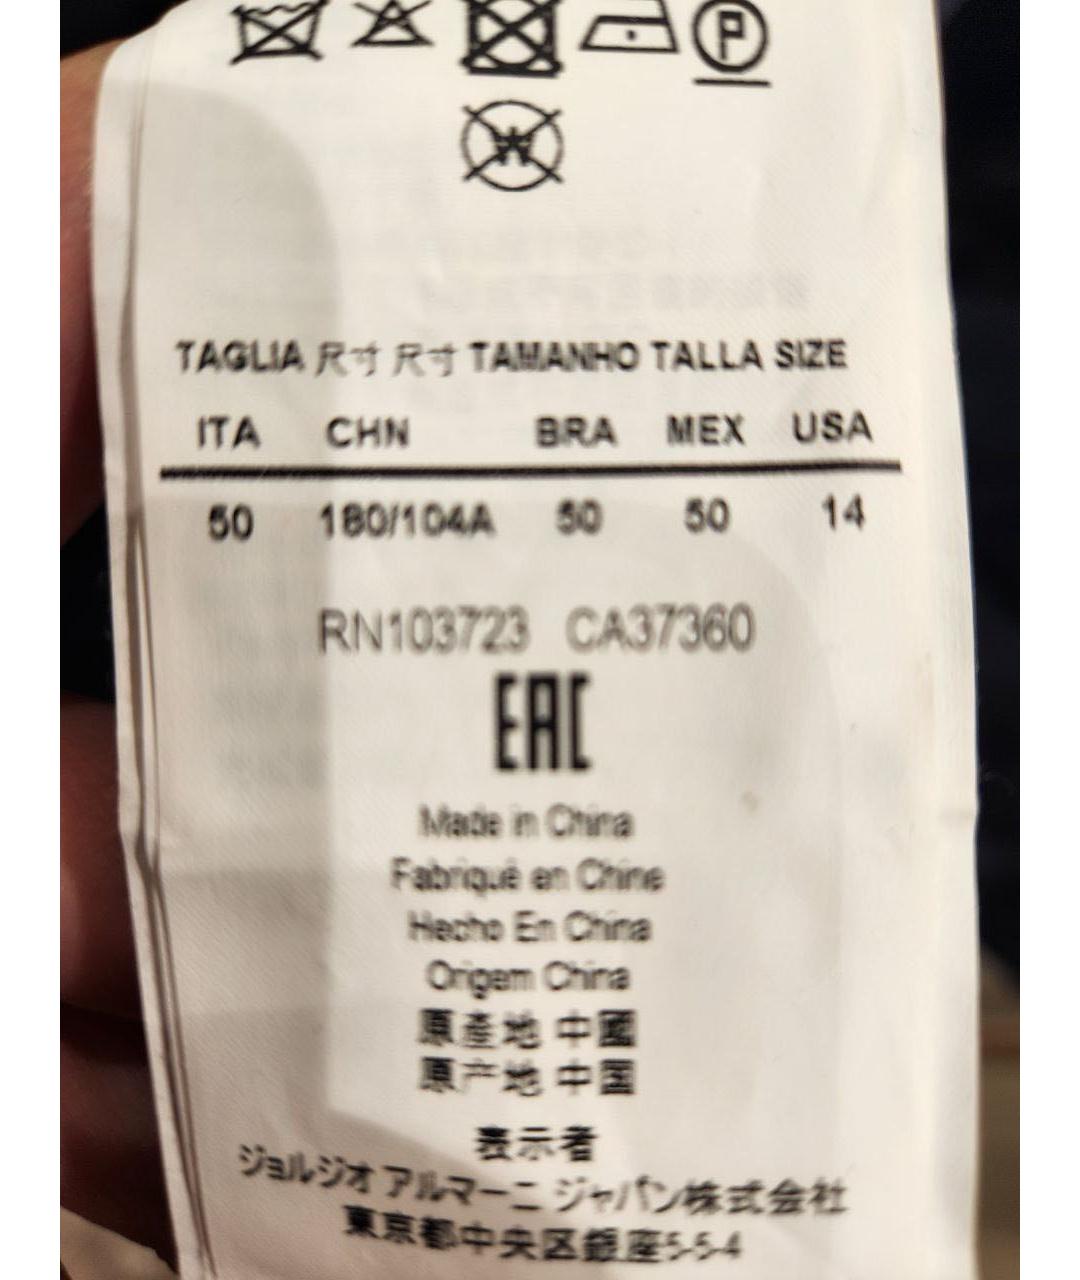 P
W
TAGLIA 尺寸 尺寸 TAMANHO TALLA SIZE
ITA CHN BRA MEX USA
50 180/104A 50 50 14
RN103723 CA37360
EAC
Made in China
Fabriqué en Chine
Hecho En China
Origem China
原產地 中國
原产地 中国
表示者
ジョルジオ アルマーニ ジャパン株式会社
東京都中央区銀座5-5-4